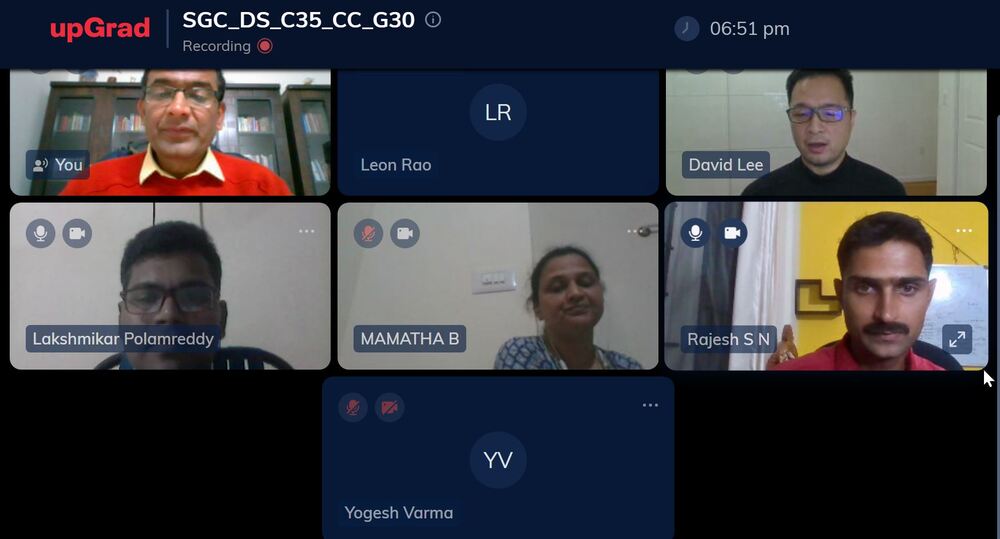 upGrad
SGC_DS_C35_CC_G30
Recording
06:51 pm
You
LR
Leon Rao
David Lee
Lakshmikar Polamreddy
MAMATHA B
Rajesh S N
YV
Yogesh Varma